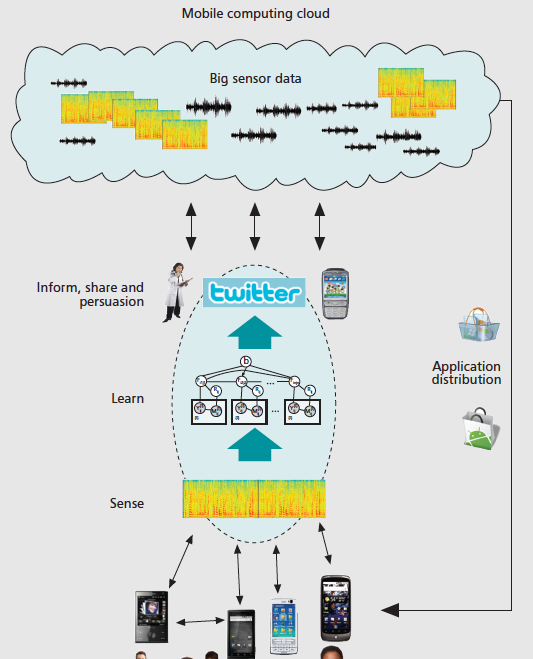 Mobile computing cloud
Big sensor data
Inform, share and
persuasion
twitter
Application
distribution
b
...
Learn
...
Sense